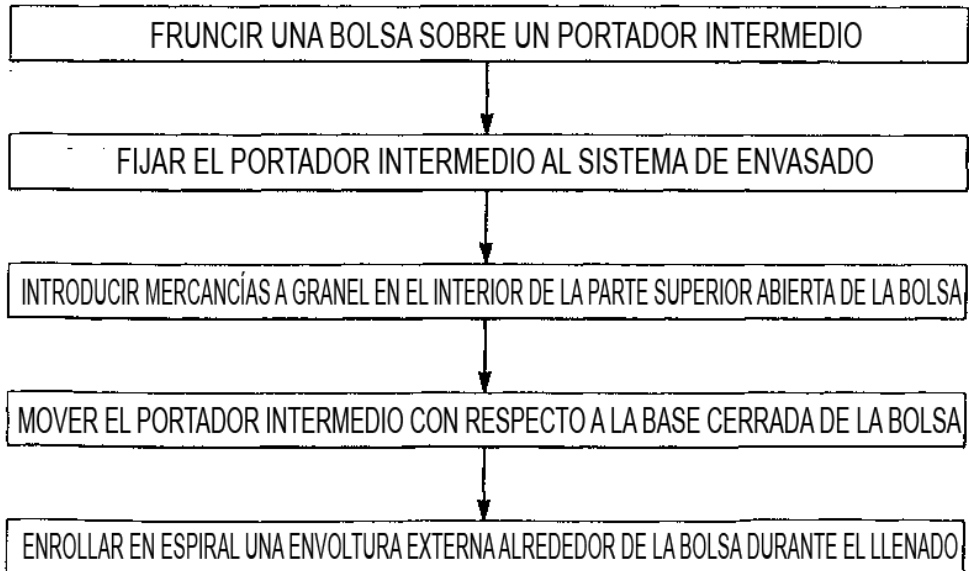 FRUNCIR UNA BOLSA SOBRE UN PORTADOR INTERMEDIO
FIJAR EL PORTADOR INTERMEDIO AL SISTEMA DE ENVASADO
INTRODUCIR MERCANCÍAS A GRANEL EN EL INTERIOR DE LA PARTE SUPERIOR ABIERTA DE LA BOLSA
MOVER EL PORTADOR INTERMEDIO CON RESPECTO A LA BASE CERRADA DE LA BOLSA
ENROLLAR EN ESPIRAL UNA ENVOLTURA EXTERNA ALREDEDOR DE LA BOLSA DURANTE EL LLENADO